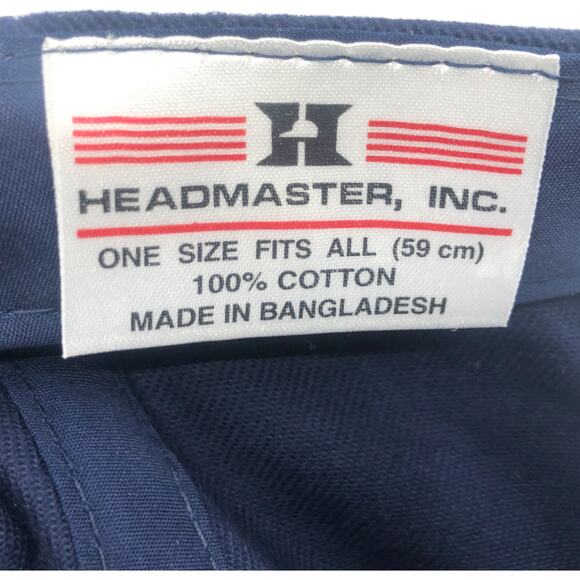 H
HEADMASTER, INC.
ONE SIZE FITS ALL (59 cm)
100% COTTON
MADE IN BANGLADESH